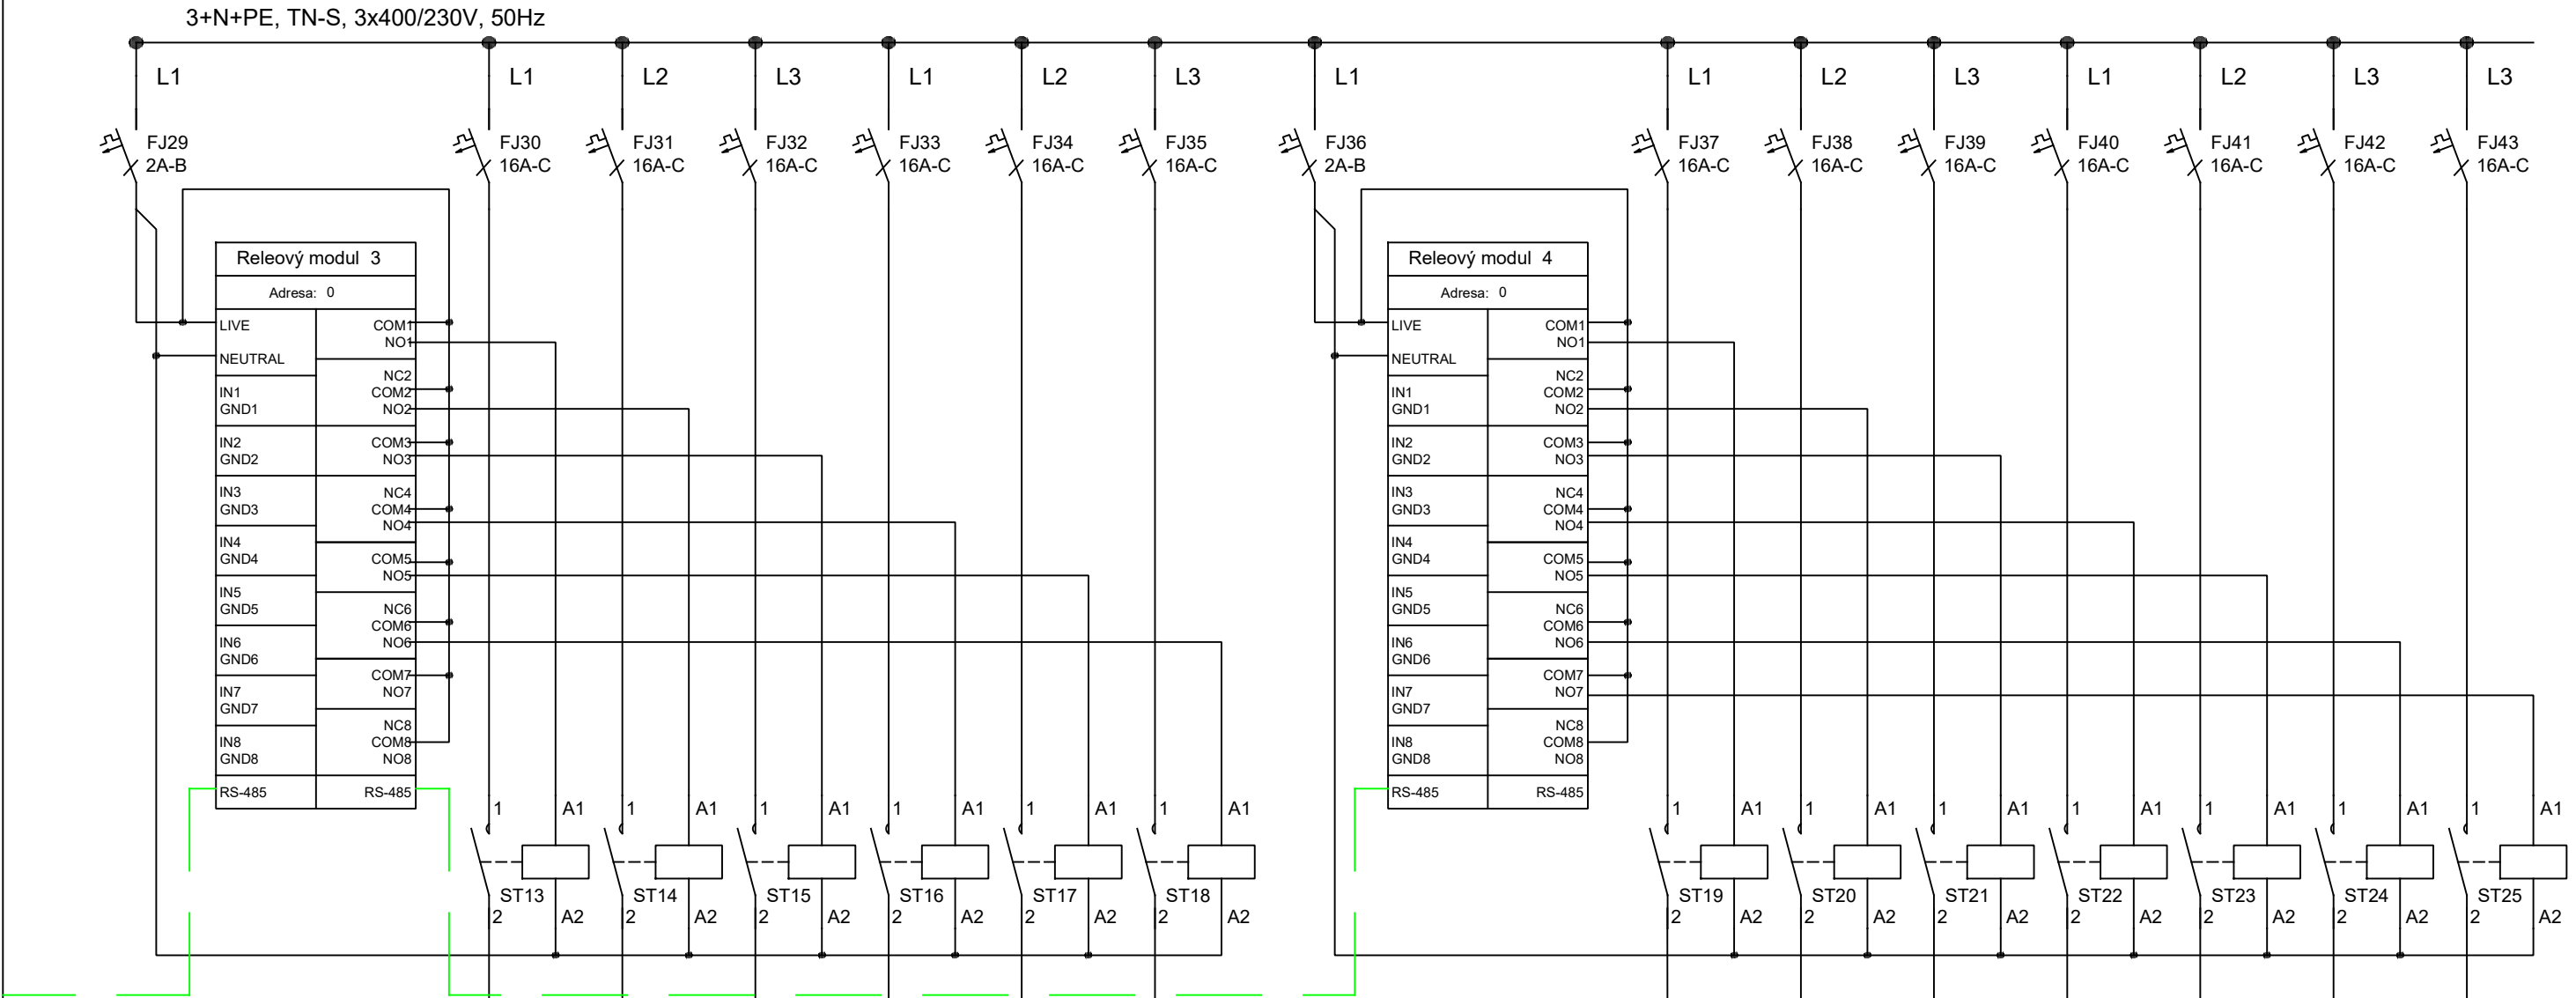 3+N+PE, TN-S, 3x400/230V, 50Hz
L1 L1 L2 L3 L1 L2 L3 L1 L1 L2 L3 L1 L2 L3 L3
FJ29 FJ30 FJ31 FJ32 FJ33 FJ34 FJ35 FJ36 FJ37 FJ38 FJ39 FJ40 FJ41 FJ42 FJ43
2A-B 16A-C 16A-C 16A-C 16A-C 16A-C 16A-C 2A-B 16A-C 16A-C 16A-C 16A-C 16A-C 16A-C 16A-C
Releový modul 3
Adresa: 0
LIVE COM1
NO1
NEUTRAL
NC2
IN1 COM2
GND1 NO2
IN2 COM3
GND2 NO3
IN3 NC4
GND3 COM4
NO4
IN4
GND4 COM5
NO5
IN5
GND5 NC6
COM6
IN6 NO6
GND6
COM7
IN7 NO7
GND7
NC8
IN8 COM8
GND8 NO8
RS-485 RS-485
Releový modul 4
Adresa: 0
LIVE COM1
NO1
NEUTRAL
NC2
IN1 COM2
GND1 NO2
IN2 COM3
GND2 NO3
IN3 NC4
GND3 COM4
NO4
IN4
GND4 COM5
NO5
IN5
GND5 NC6
COM6
IN6 NO6
GND6
COM7
IN7 NO7
GND7
NC8
IN8 COM8
GND8 NO8
RS-485 RS-485
1 A1 1 A1 1 A1 1 A1 1 A1 1 A1 1 A1 1 A1 1 A1 1 A1 1 A1 1 A1 1 A1
ST13 ST14 ST15 ST16 ST17 ST18 ST19 ST20 ST21 ST22 ST23 ST24 ST25
2 A2 2 A2 2 A2 2 A2 2 A2 2 A2 2 A2 2 A2 2 A2 2 A2 2 A2 2 A2 2 A2